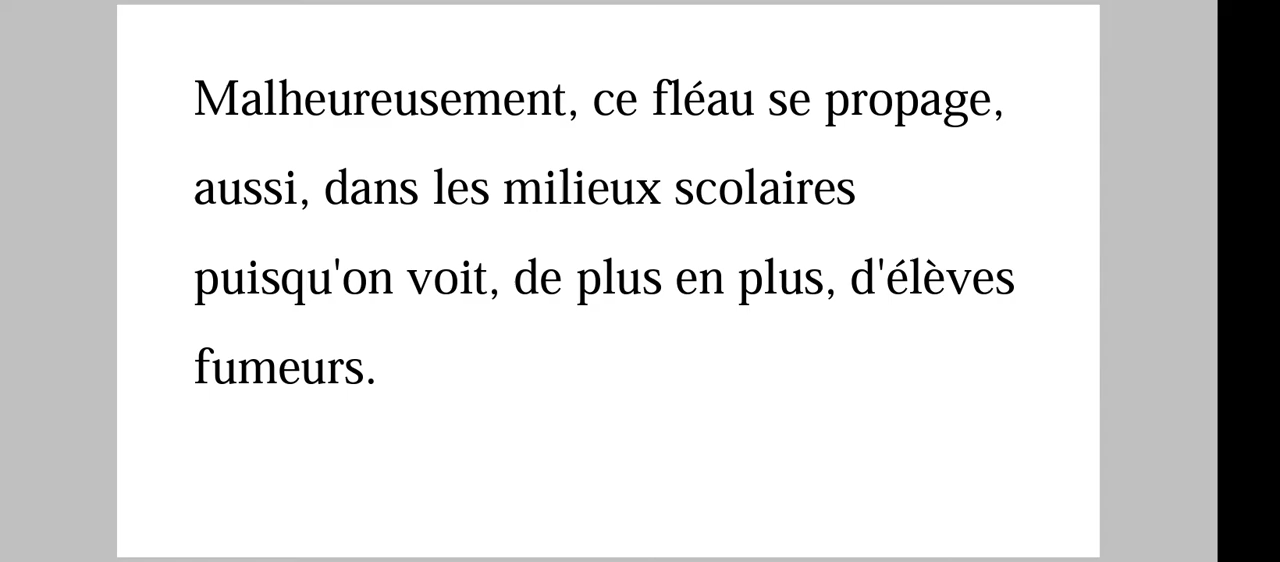 Malheureusement, ce fléau se propage,
aussi, dans les milieux scolaires
puisqu'on voit, de plus en plus, d'élèves
fumeurs.